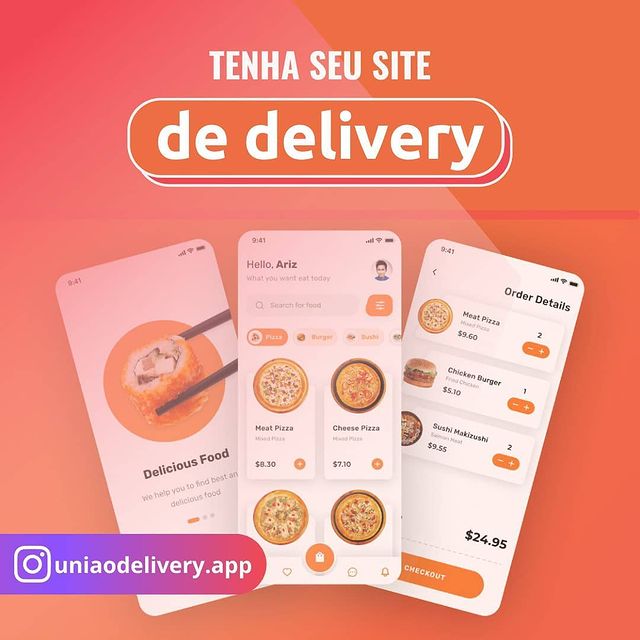 TENHA SEU SITE
de delivery
9:41
Delicious Food
We help you to find best an
delicious food
9:41
Hello, Ariz
What you want eat today
Search for food
Pizza
Burger
Sushi
Meat Pizza
Mixed Pizza
$8.30
Cheese Pizza
Mixed Pizza
$7.10
9:41
Order Details
Meat Pizza
Mixed Pizza
$9.60
2
Chicken Burger
Fried Chicken
$5.10
1
Sushi Makizushi
Salmon Meat
$9.55
2
$24.95
CHECKOUT
uniaodelivery.app